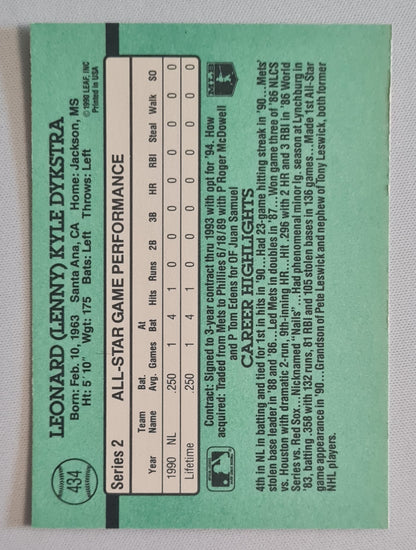 434
LEONARD (LENNY) KYLE DYKSTRA
© 1990 LEAF, INC.
Printed in USA
Born: Feb. 10, 1963 Santa Ana, CA Home: Jackson, MS
Ht: 5' 10" Wgt: 175 Bats: Left Throws: Left
Series 2 ALL-STAR GAME PERFORMANCE
Team Bat. At
Year Name Avg. Games Bat Hits Runs 2B 3B HR RBI Steal Walk SO
1990 NL .250 1 4 1 0 0 0 0 0 0 0 0
Lifetime .250 1 4 1 0 0 0 0 0 0 0 0
Contract: Signed to 3-year contract thru 1993 with opt for '94. How
acquired: Traded from Mets to Phillies 6/18/89 with P Roger McDowell
and P Tom Edens for OF Juan Samuel
MLB
CAREER HIGHLIGHTS
4th in NL in batting and tied for 1st in hits in '90...Had 23-game hitting streak in '90...Mets'
stolen base leader in '88 and '86...Led Mets in doubles in '87...Won game three of '86 NLCS
vs. Houston with dramatic 2-run, 9th-inning HR...Hit .296 with 2 HR and 3 RBI in '86 World
Series vs. Red Sox...Nicknamed "Nails"...Had phenomenal minor lg. season at Lynchburg in
'83, batting .358 with 132 runs, 81 RBI and 105 stolen bases in 136 games...Made 1st All-Star
game appearance in '90...Grandson of Pete Leswick and nephew of Tony Leswick, both former
NHL players.